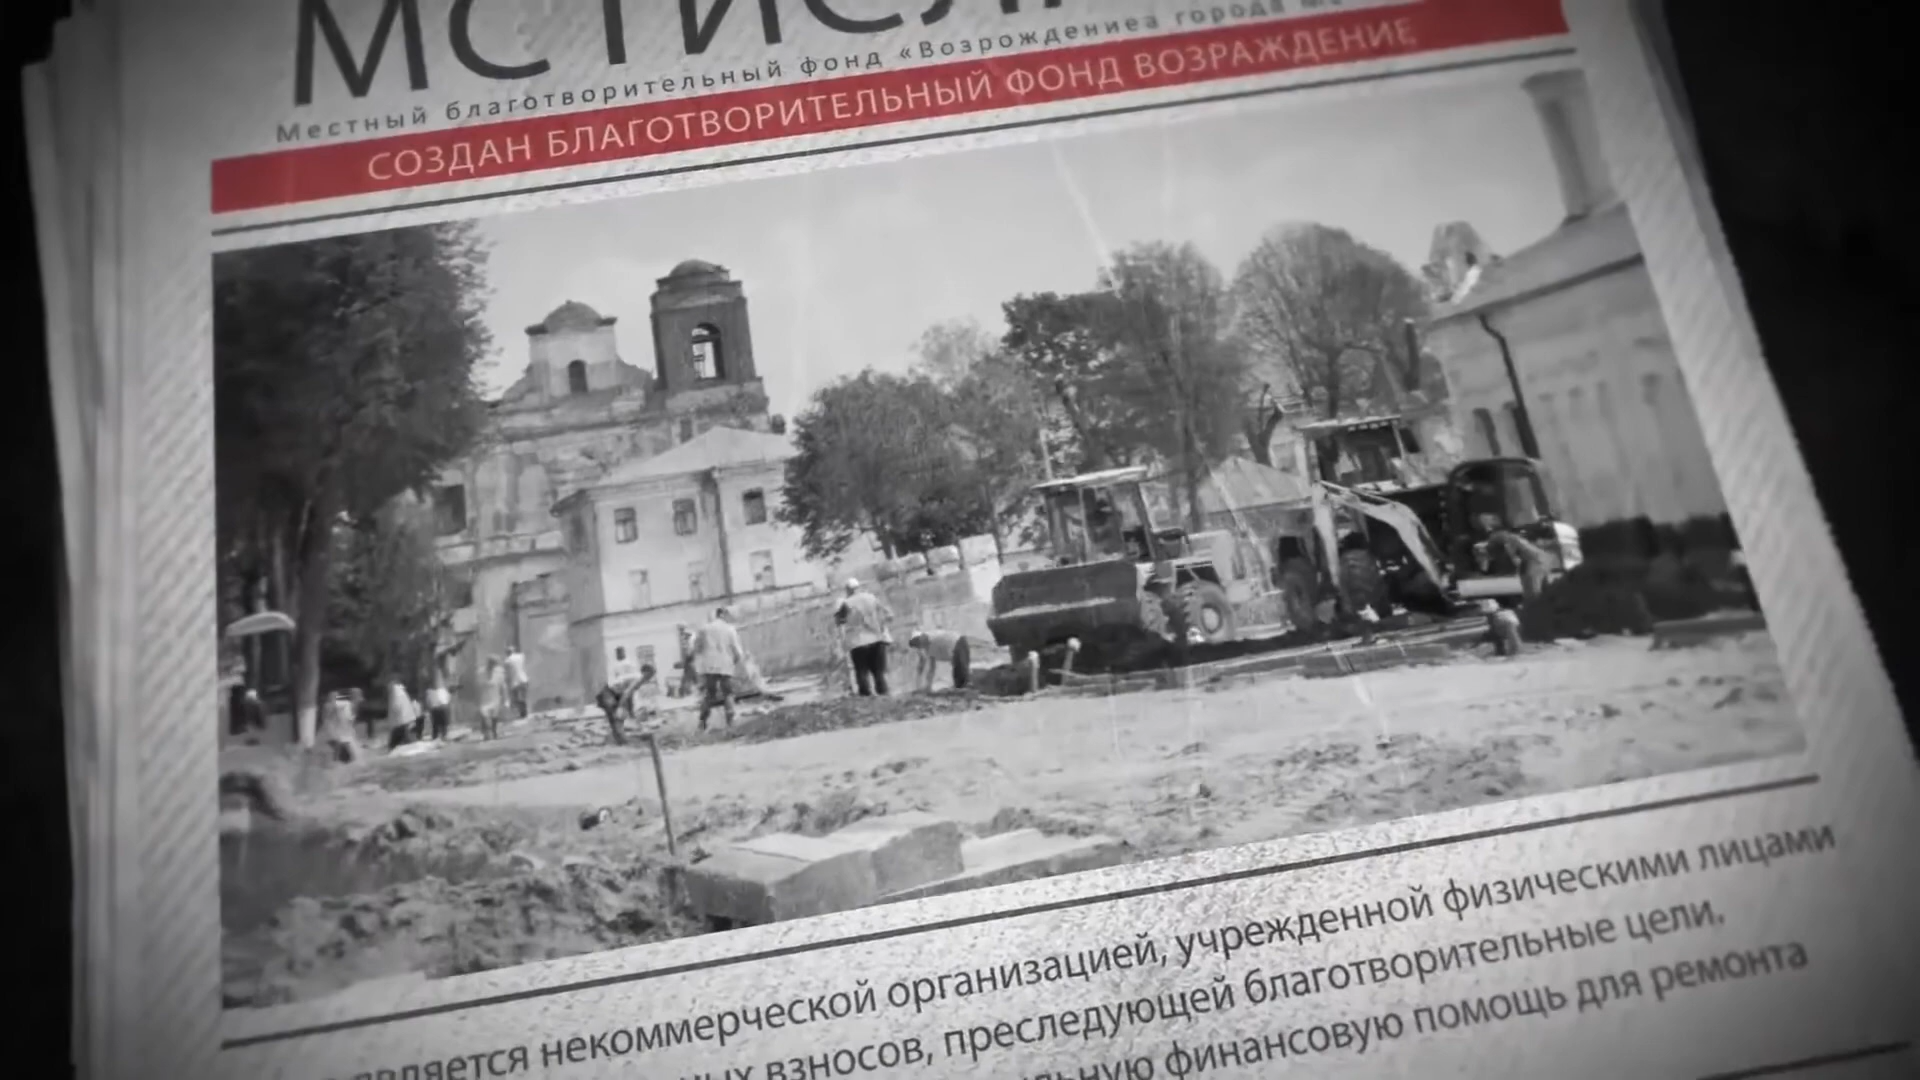 МСТИСЛ
Местный благотворительный фонд «Возрождениеа города
СОЗДАН БЛАГОТВОРИТЕЛЬНЫЙ ФОНД ВОЗРАЖДЕНИЕ
является некоммерческой организацией, учрежденной физическими лицами
взносов, преследующей благотворительные цели.
финансовую помощь для ремонта